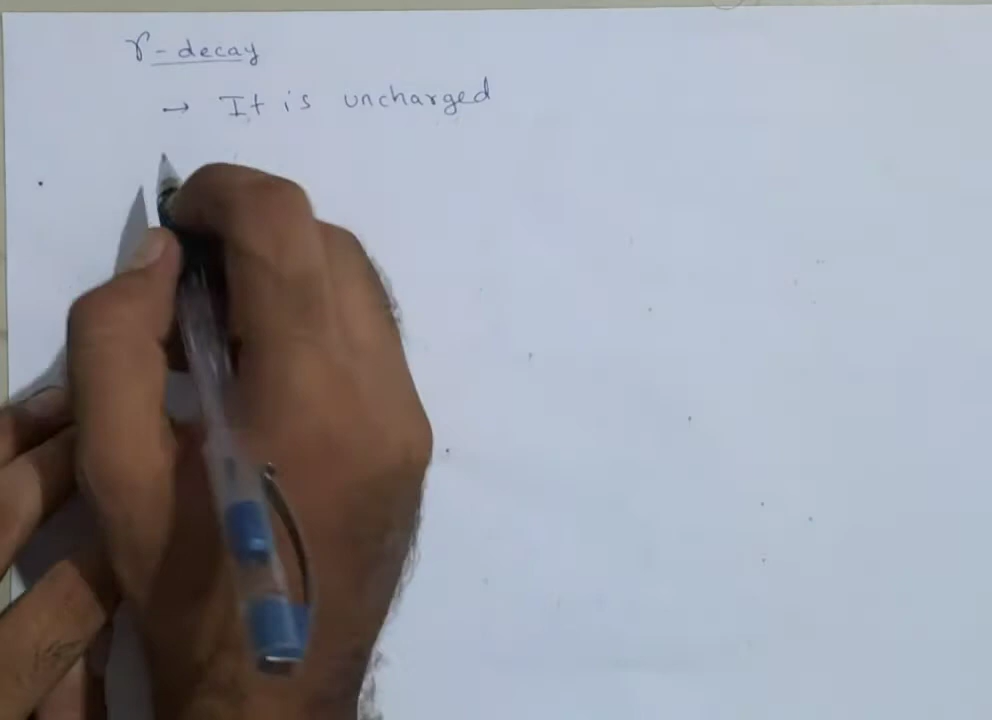 γ-decay
→ It is uncharged